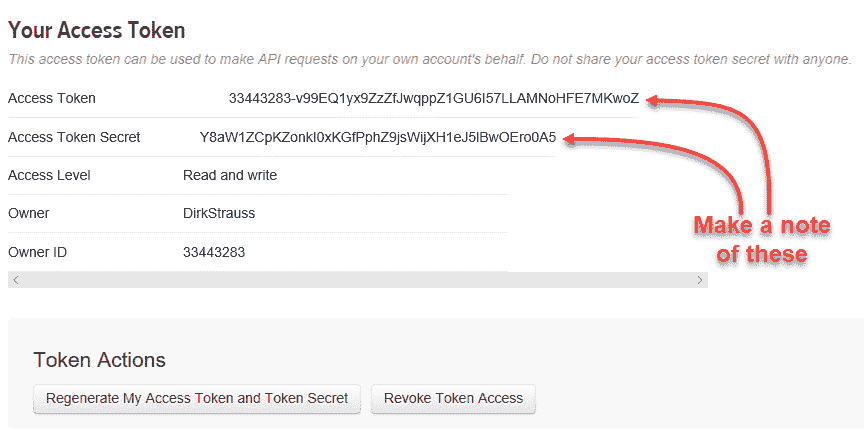 Your Access Token
This access token can be used to make API requests on your own account's behalf. Do not share your access token secret with anyone.
Access Token
Access Token Secret
Access Level Read and write
Owner DirkStrauss
Owner ID 33443283
Make a note
of these
Token Actions
Regenerate My Access Token and Token Secret Revoke Token Access